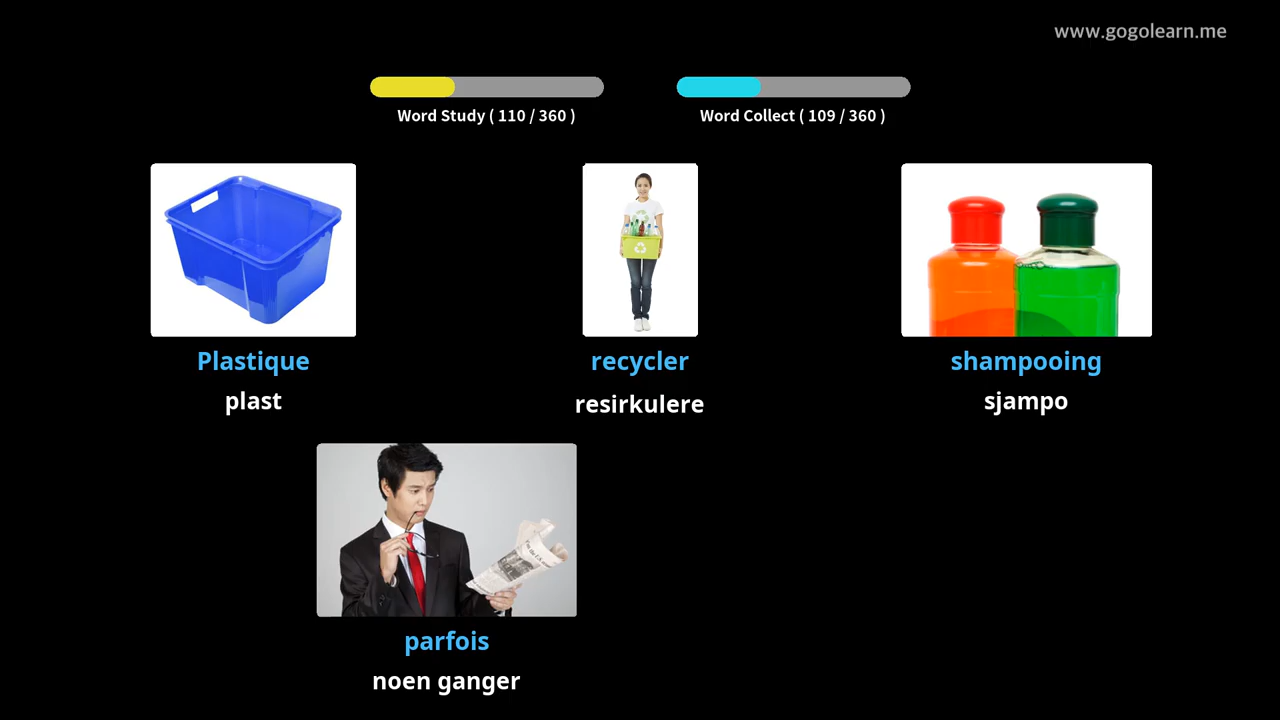 www.gogolearn.me
Word Study ( 110 / 360 )
Word Collect ( 109 / 360 )
Plastique
plast
recycler
resirkulere
shampooing
sjampo
parfois
noen ganger